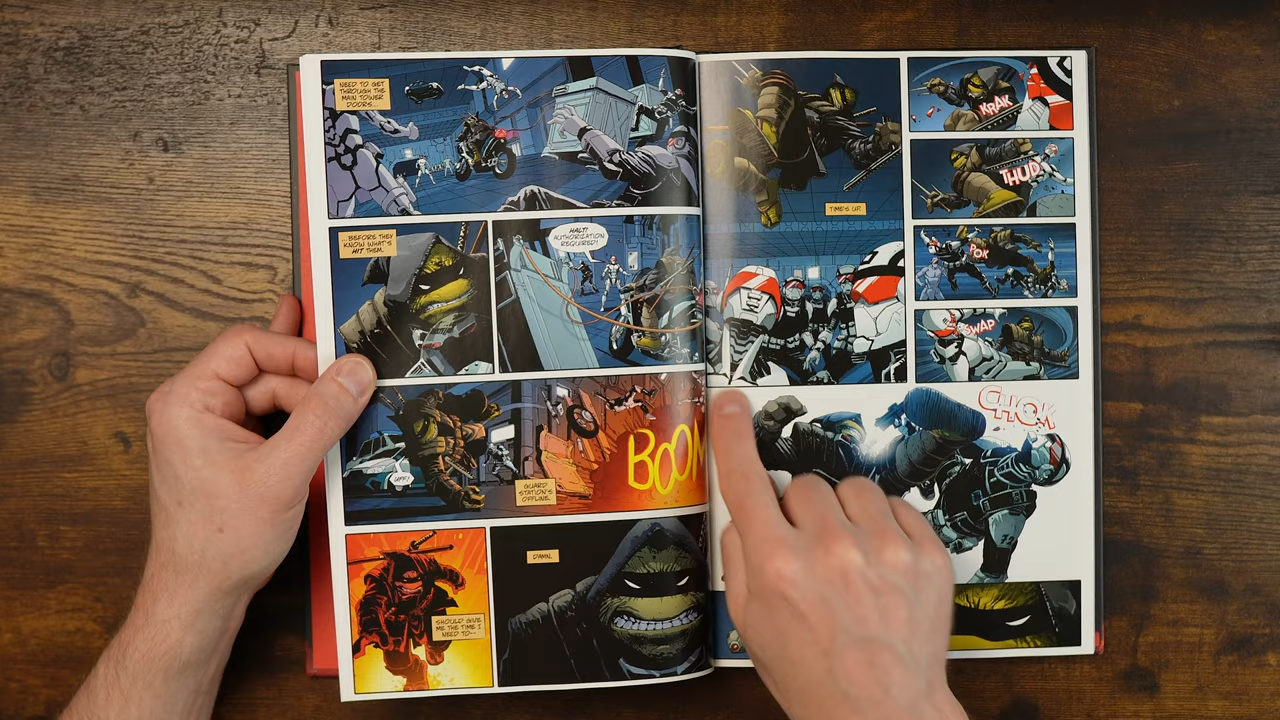 NEED TO GET
THROUGH THE
MAIN TOWER
DOORS...
...BEFORE THEY
KNOW WHAT'S
HIT THEM.
HALT!
AUTHORIZATION
REQUIRED!
UFF!
GUARD
STATION'S
OFFLINE.
BOOM
SHOULD GIVE
ME THE TIME I
NEED TO--
DAMN.
TIME'S UP.
KRAK
THUD
POK
SWAP
CHOK